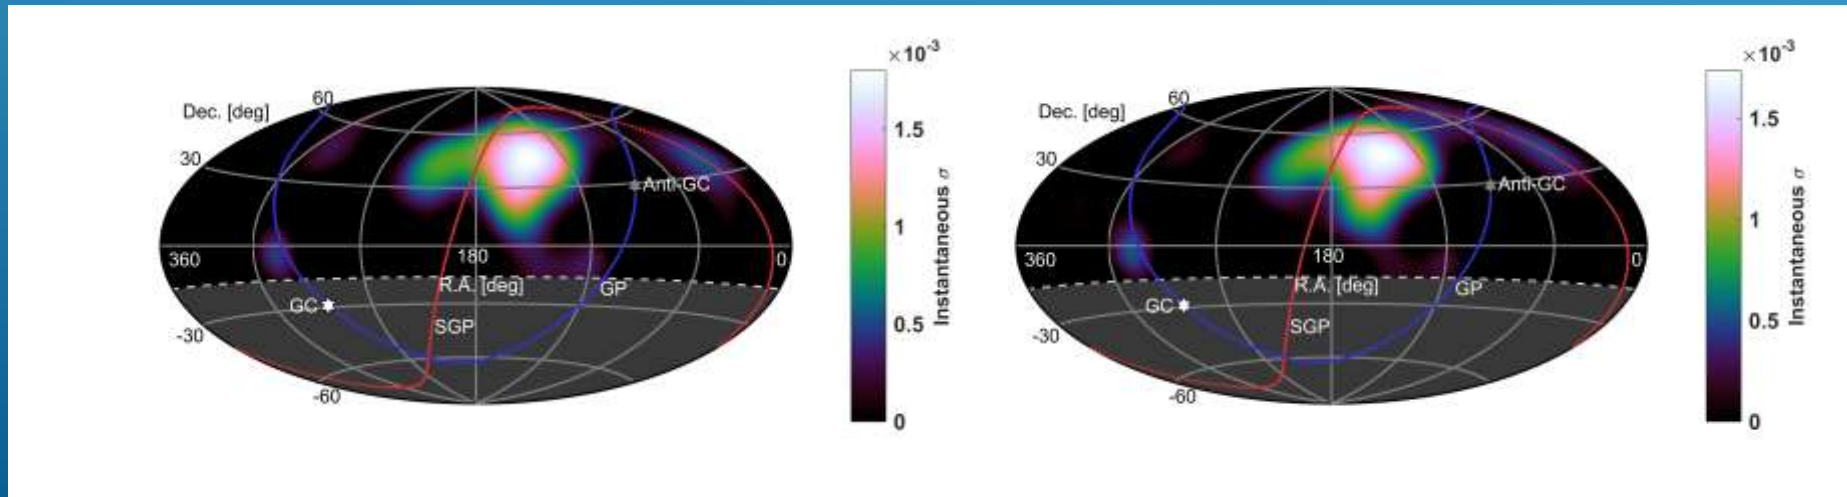 ×10⁻³
Dec. [deg]
60
30
Anti-GC
360
180
0
R.A. [deg]
GP
GC
SGP
-30
-60
1.5
1
0.5
0
Instantaneous σ
×10⁻³
Dec. [deg]
60
30
Anti-GC
360
180
0
R.A. [deg]
GP
GC
SGP
-30
-60
1.5
1
0.5
0
Instantaneous σ